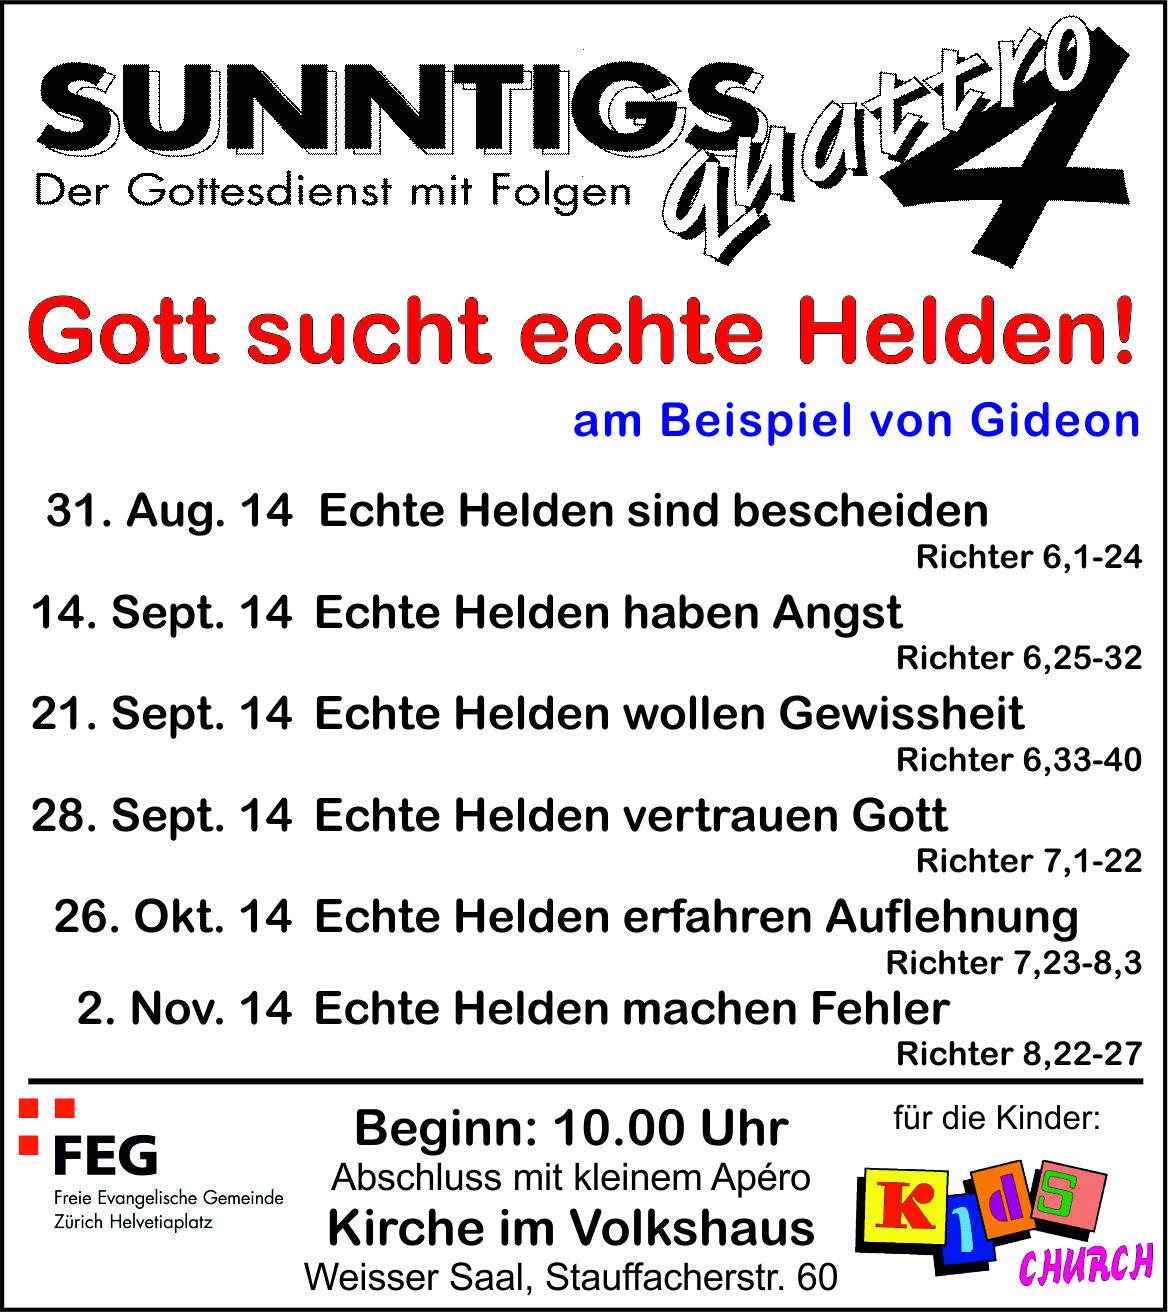 SUNNTIGS quattro 4
Der Gottesdienst mit Folgen
Gott sucht echte Helden!
am Beispiel von Gideon
31. Aug. 14 Echte Helden sind bescheiden
Richter 6,1-24
14. Sept. 14 Echte Helden haben Angst
Richter 6,25-32
21. Sept. 14 Echte Helden wollen Gewissheit
Richter 6,33-40
28. Sept. 14 Echte Helden vertrauen Gott
Richter 7,1-22
26. Okt. 14 Echte Helden erfahren Auflehnung
Richter 7,23-8,3
2. Nov. 14 Echte Helden machen Fehler
Richter 8,22-27
FEG
Freie Evangelische Gemeinde
Zürich Helvetiaplatz
Beginn: 10.00 Uhr
Abschluss mit kleinem Apéro
Kirche im Volkshaus
Weisser Saal, Stauffacherstr. 60
für die Kinder:
Kids
CHURCH